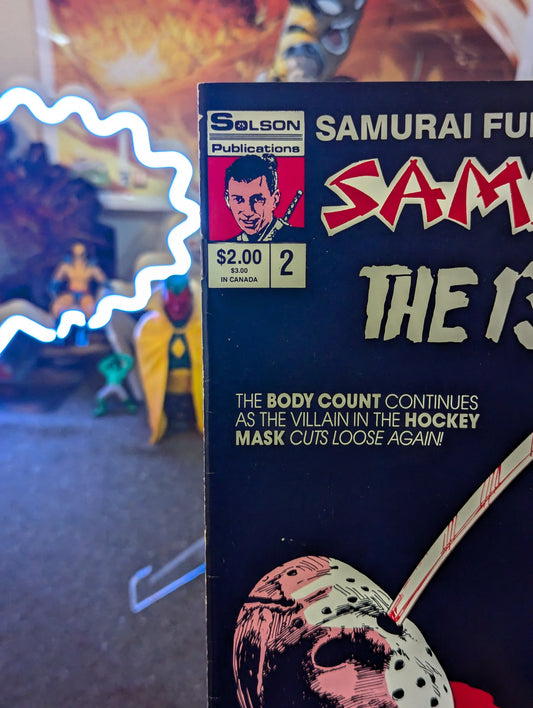 SOLSON
Publications
SAMURAI FU
SAM
$2.00
$3.00
IN CANADA
2
THE 13
THE BODY COUNT CONTINUES
AS THE VILLAIN IN THE HOCKEY
MASK CUTS LOOSE AGAIN!